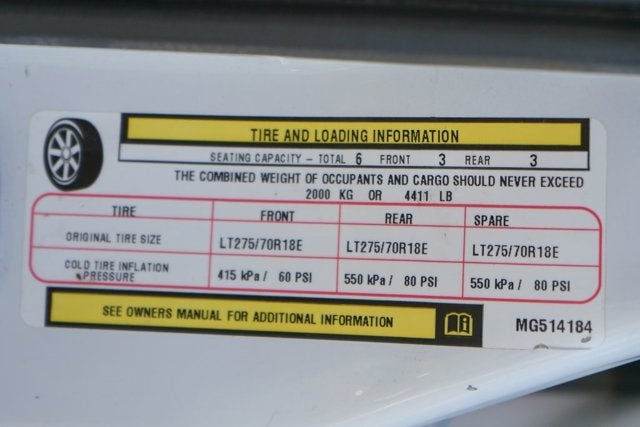 TIRE AND LOADING INFORMATION
SEATING CAPACITY - TOTAL 6 FRONT 3 REAR 3
THE COMBINED WEIGHT OF OCCUPANTS AND CARGO SHOULD NEVER EXCEED
2000 KG OR 4411 LB
TIRE FRONT REAR SPARE
ORIGINAL TIRE SIZE LT275/70R18E LT275/70R18E LT275/70R18E
COLD TIRE INFLATION
PRESSURE 415 kPa / 60 PSI 550 kPa / 80 PSI 550 kPa / 80 PSI
SEE OWNERS MANUAL FOR ADDITIONAL INFORMATION
MG514184